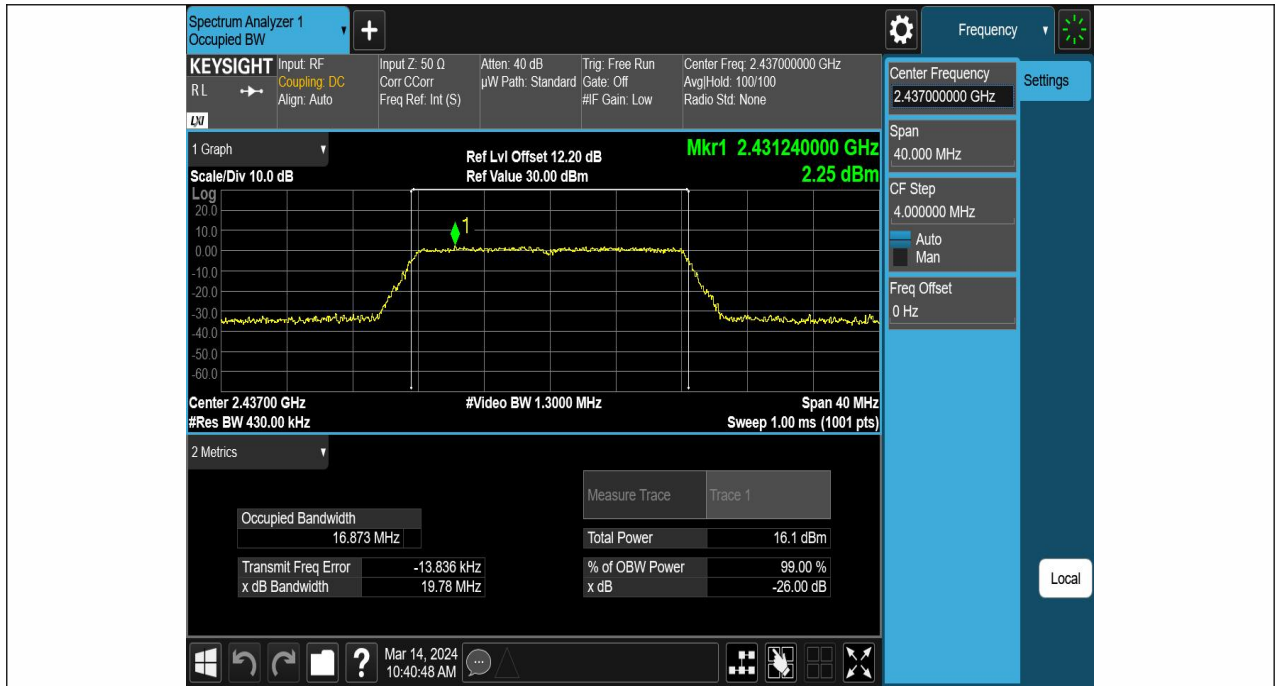 Spectrum Analyzer 1
Occupied BW
+
Frequency
KEYSIGHT
RL
LXI
Input: RF
Coupling: DC
Align: Auto
Input Z: 50 Ω
Corr CCorr
Freq Ref: Int (S)
Atten: 40 dB
µW Path: Standard
Trig: Free Run
Gate: Off
#IF Gain: Low
Center Freq: 2.437000000 GHz
Avg|Hold: 100/100
Radio Std: None
Center Frequency
2.437000000 GHz
Settings
Span
40.000 MHz
CF Step
4.000000 MHz
Auto
Man
Freq Offset
0 Hz
Local
1 Graph
Scale/Div 10.0 dB
Ref Lvl Offset 12.20 dB
Ref Value 30.00 dBm
Mkr1 2.431240000 GHz
2.25 dBm
Log
20.0
10.0
0.00
-10.0
-20.0
-30.0
-40.0
-50.0
-60.0
1
Center 2.43700 GHz
#Video BW 1.3000 MHz
Span 40 MHz
#Res BW 430.00 kHz
Sweep 1.00 ms (1001 pts)
2 Metrics
Measure Trace Trace 1
Occupied Bandwidth
16.873 MHz
Total Power 16.1 dBm
Transmit Freq Error -13.836 kHz
% of OBW Power 99.00 %
x dB Bandwidth 19.78 MHz
x dB -26.00 dB
?
Mar 14, 2024
10:40:48 AM